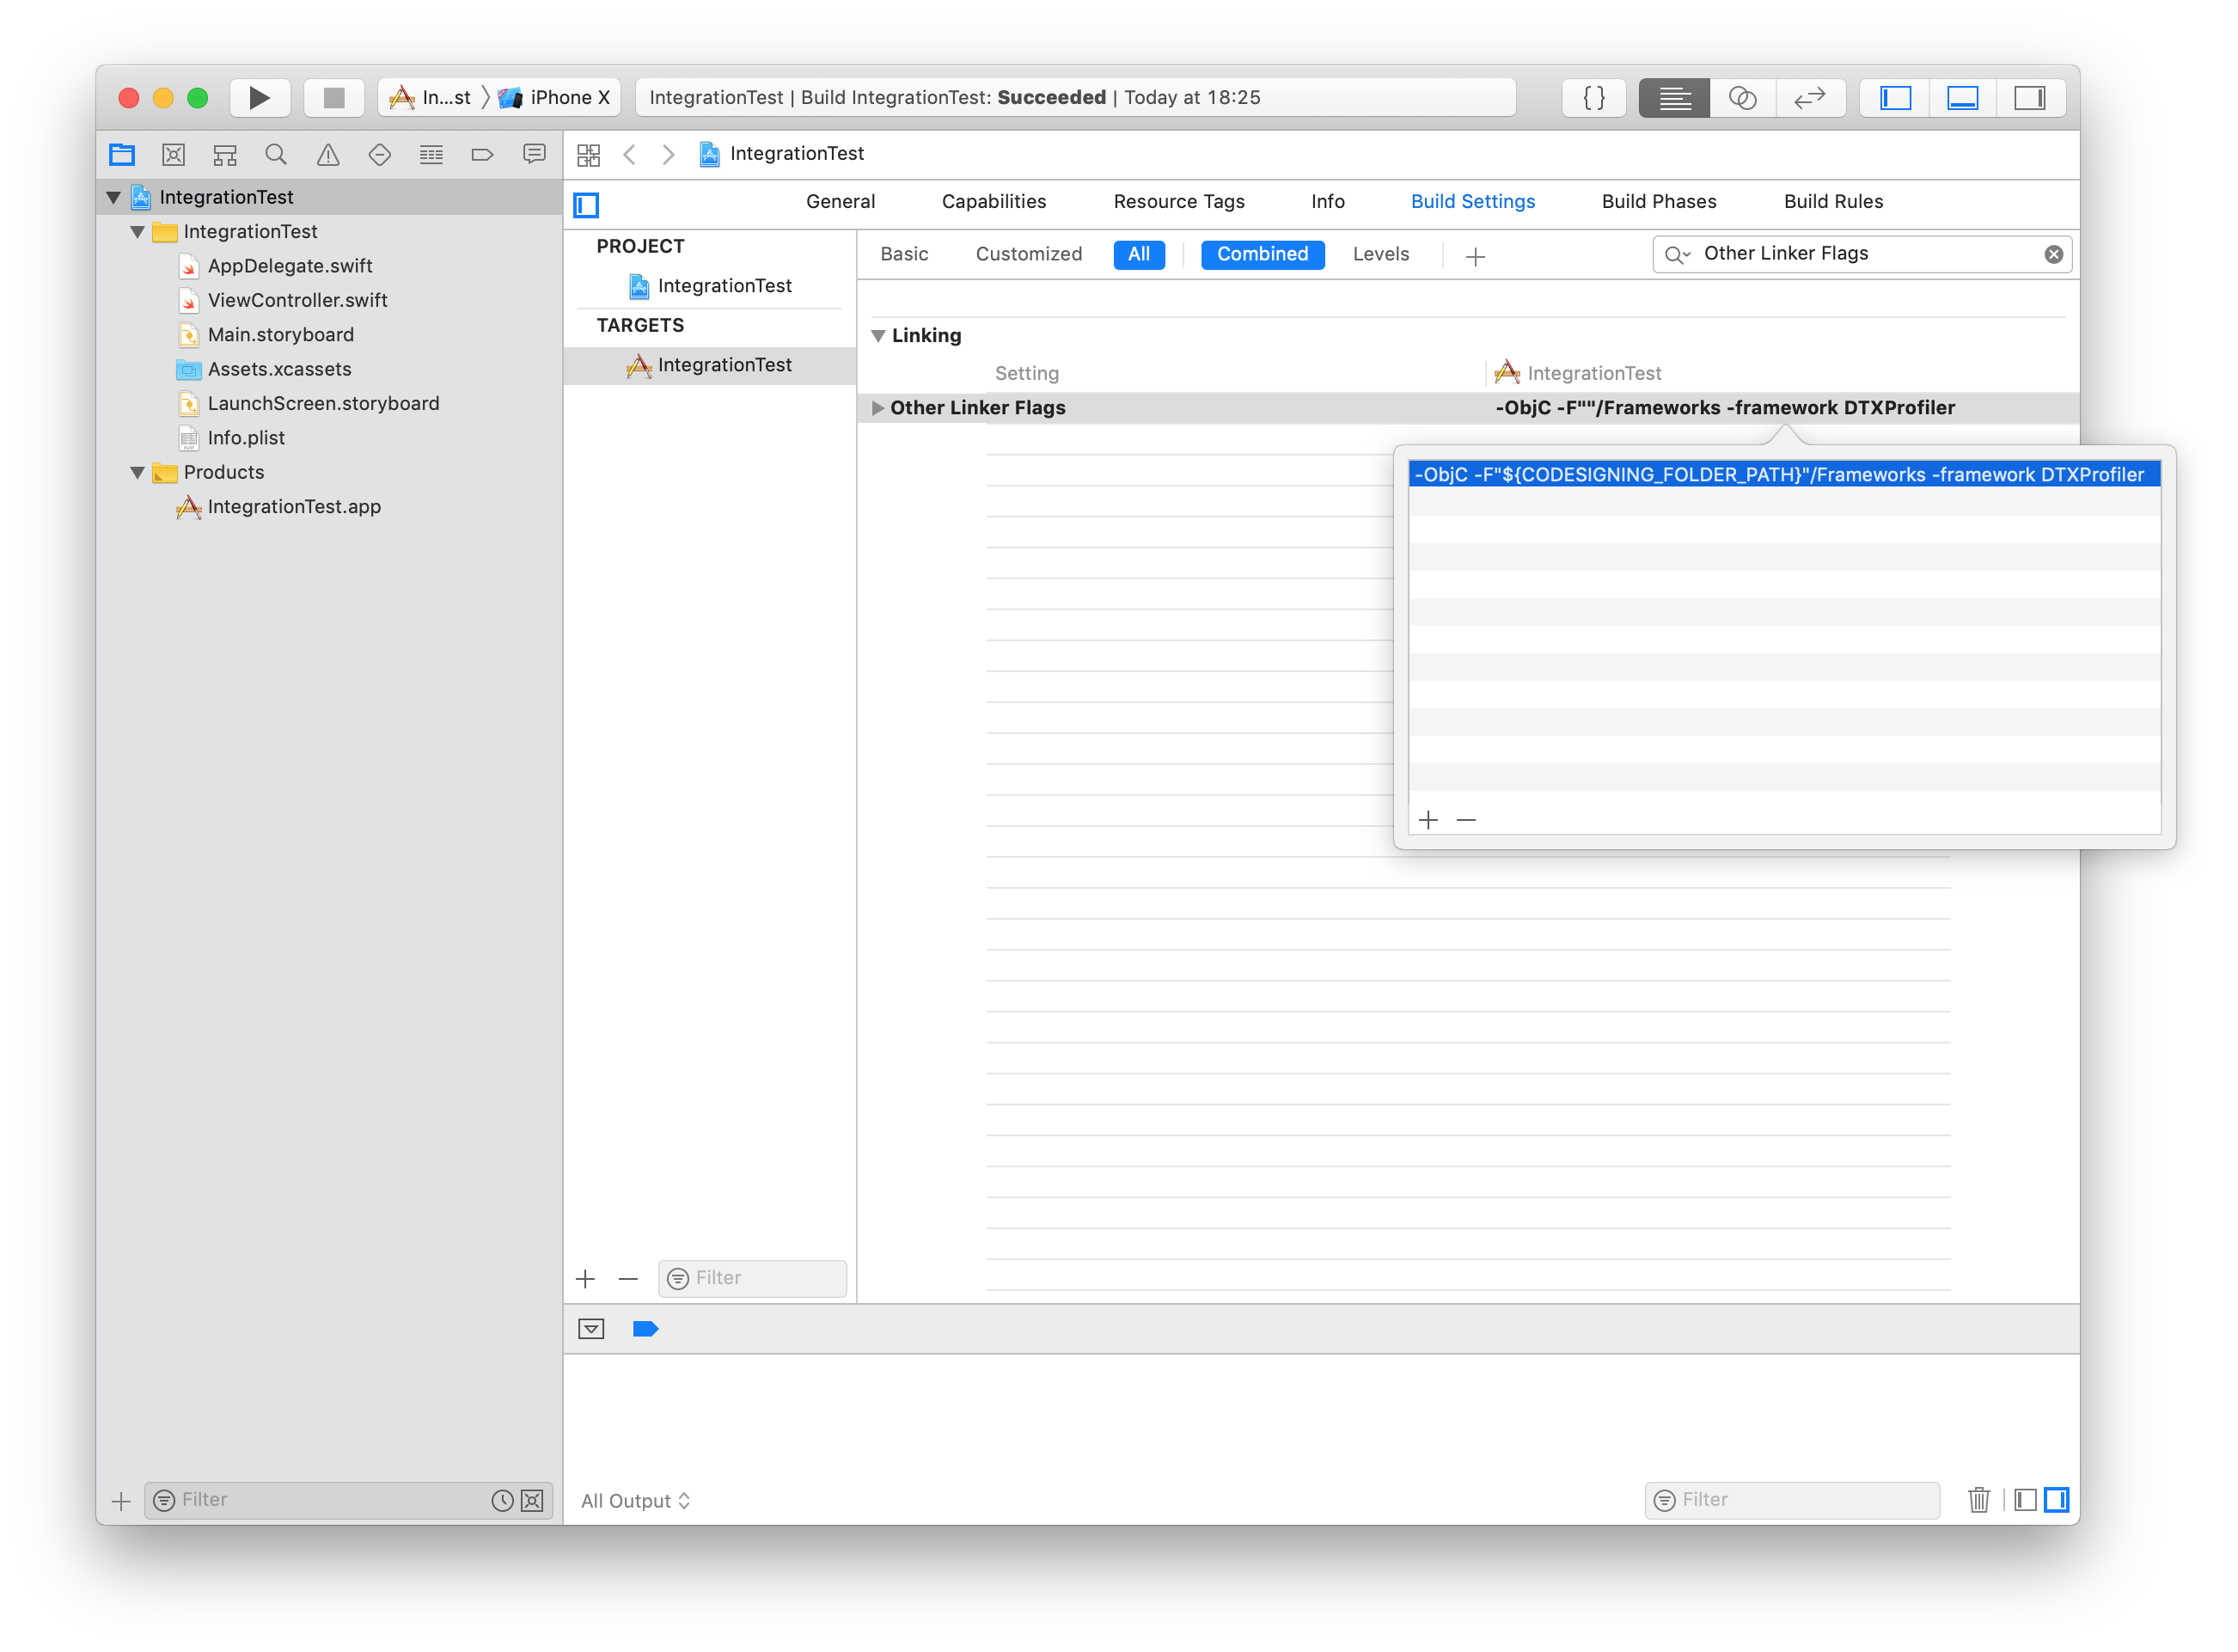 In...st iPhone X IntegrationTest | Build IntegrationTest: Succeeded | Today at 18:25 {}
IntegrationTest
IntegrationTest
General Capabilities Resource Tags Info Build Settings Build Phases Build Rules
IntegrationTest
AppDelegate.swift
ViewController.swift
Main.storyboard
Assets.xcassets
LaunchScreen.storyboard
Info.plist
Products
IntegrationTest.app
PROJECT
IntegrationTest
TARGETS
IntegrationTest
Basic Customized All Combined Levels Other Linker Flags
Linking
Setting IntegrationTest
Other Linker Flags -ObjC -F""/Frameworks -framework DTXProfiler
-ObjC -F"${CODESIGNING_FOLDER_PATH}"/Frameworks -framework DTXProfiler
Filter
Filter
All Output Filter